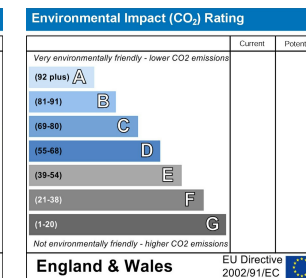 Environmental Impact (CO₂) Rating
Current
Very environmentally friendly - lower CO2 emissions
(92 plus) A
(81-91) B
(69-80) C
(55-68) D
(39-54) E
(21-38) F
(1-20) G
Not environmentally friendly - higher CO2 emissions
England & Wales
EU Directive
2002/91/EC